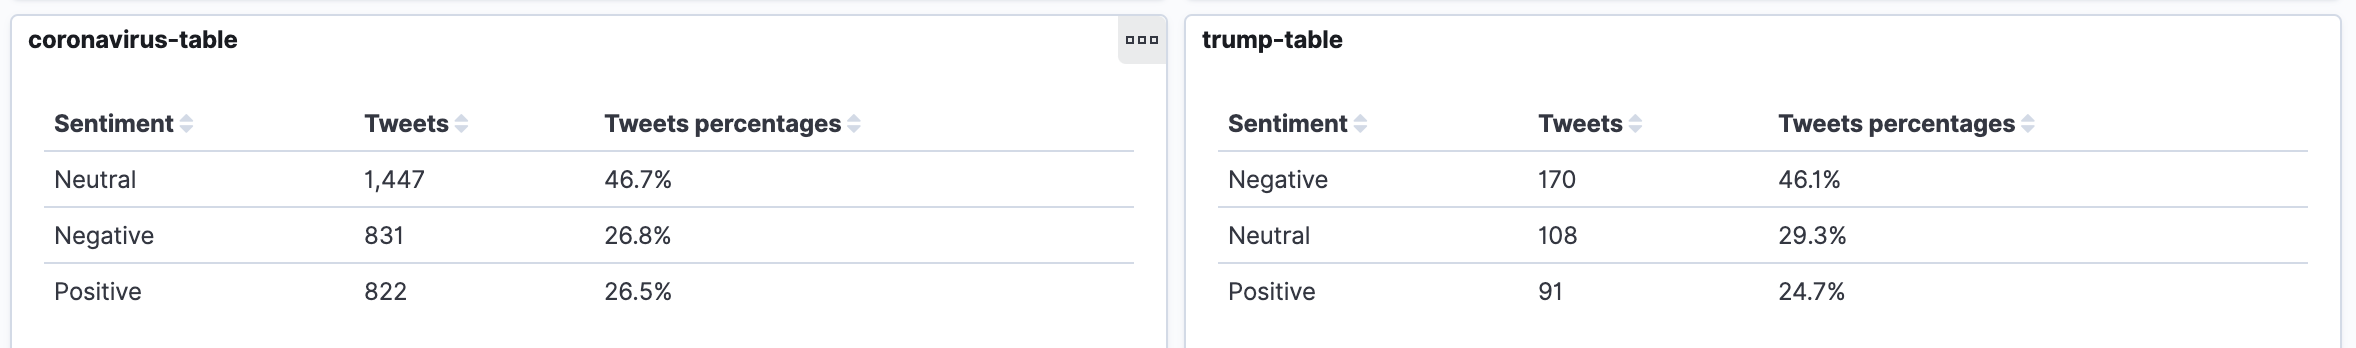 coronavirus-table
Sentiment Tweets Tweets percentages
Neutral 1,447 46.7%
Negative 831 26.8%
Positive 822 26.5%
trump-table
Sentiment Tweets Tweets percentages
Negative 170 46.1%
Neutral 108 29.3%
Positive 91 24.7%